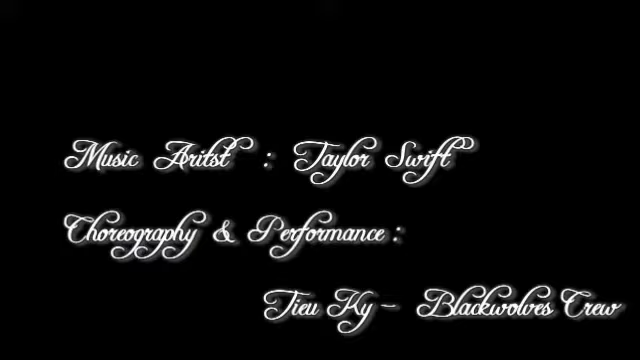 Music Aritst : Taylor Swift
Choreography & Performance :
Tieu Ky - Blackwolves Crew